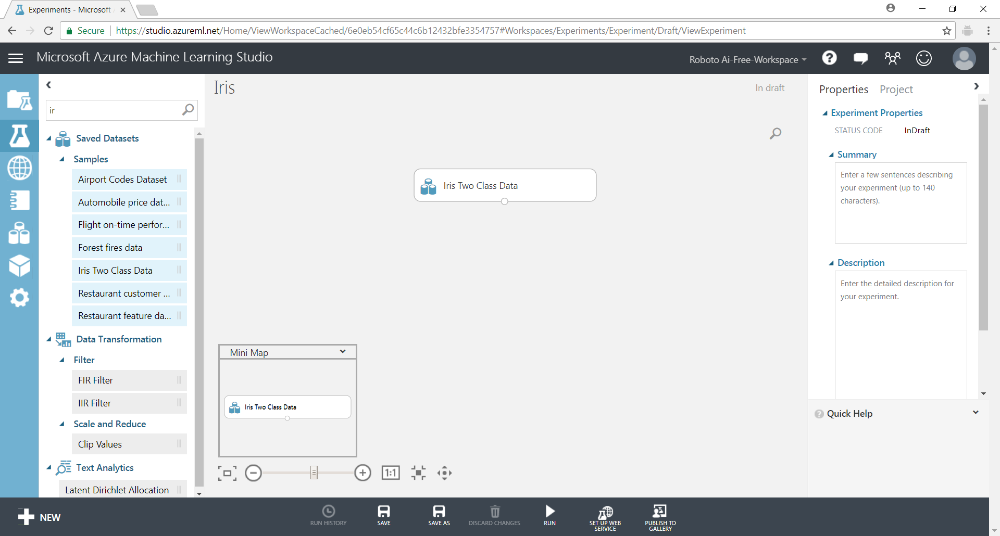 Experiments - Microsoft
Secure
https://studio.azureml.net/Home/ViewWorkspaceCached/6e0eb54cf65c44c6b12432bfe3354757#Workspaces/Experiments/Experiment/Draft/ViewExperiment
Microsoft Azure Machine Learning Studio
Roboto Ai-Free-Workspace
ir
Saved Datasets
Samples
Airport Codes Dataset
Automobile price dat...
Flight on-time perfor...
Forest fires data
Iris Two Class Data
Restaurant customer ...
Restaurant feature da...
Data Transformation
Filter
FIR Filter
IIR Filter
Scale and Reduce
Clip Values
Text Analytics
Latent Dirichlet Allocation
Iris
In draft
Iris Two Class Data
Mini Map
Iris Two Class Data
1:1
Properties Project
Experiment Properties
STATUS CODE InDraft
Summary
Enter a few sentences describing
your experiment (up to 140
characters).
Description
Enter the detailed description for
your experiment.
Quick Help
NEW
RUN HISTORY
SAVE
SAVE AS
DISCARD CHANGES
RUN
SET UP WEB
SERVICE
PUBLISH TO
GALLERY